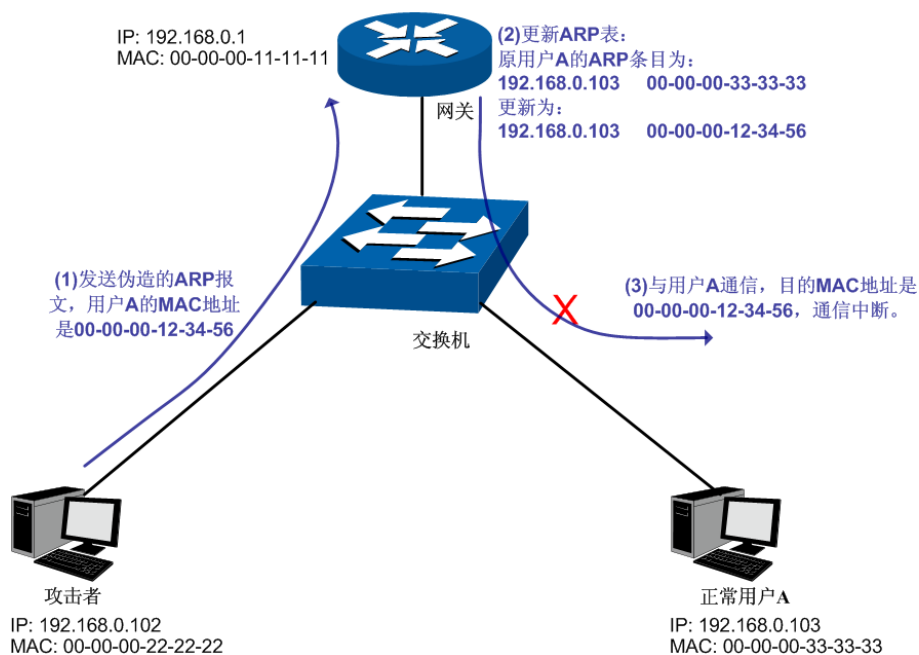 IP: 192.168.0.1
MAC: 00-00-00-11-11-11
(2)更新ARP表：
原用户A的ARP条目为：
192.168.0.103 00-00-00-33-33-33
更新为：
192.168.0.103 00-00-00-12-34-56
网关
(1)发送伪造的ARP报
文，用户A的MAC地址
是00-00-00-12-34-56
(3)与用户A通信，目的MAC地址是
00-00-00-12-34-56，通信中断。
X
交换机
攻击者
IP: 192.168.0.102
MAC: 00-00-00-22-22-22
正常用户A
IP: 192.168.0.103
MAC: 00-00-00-33-33-33